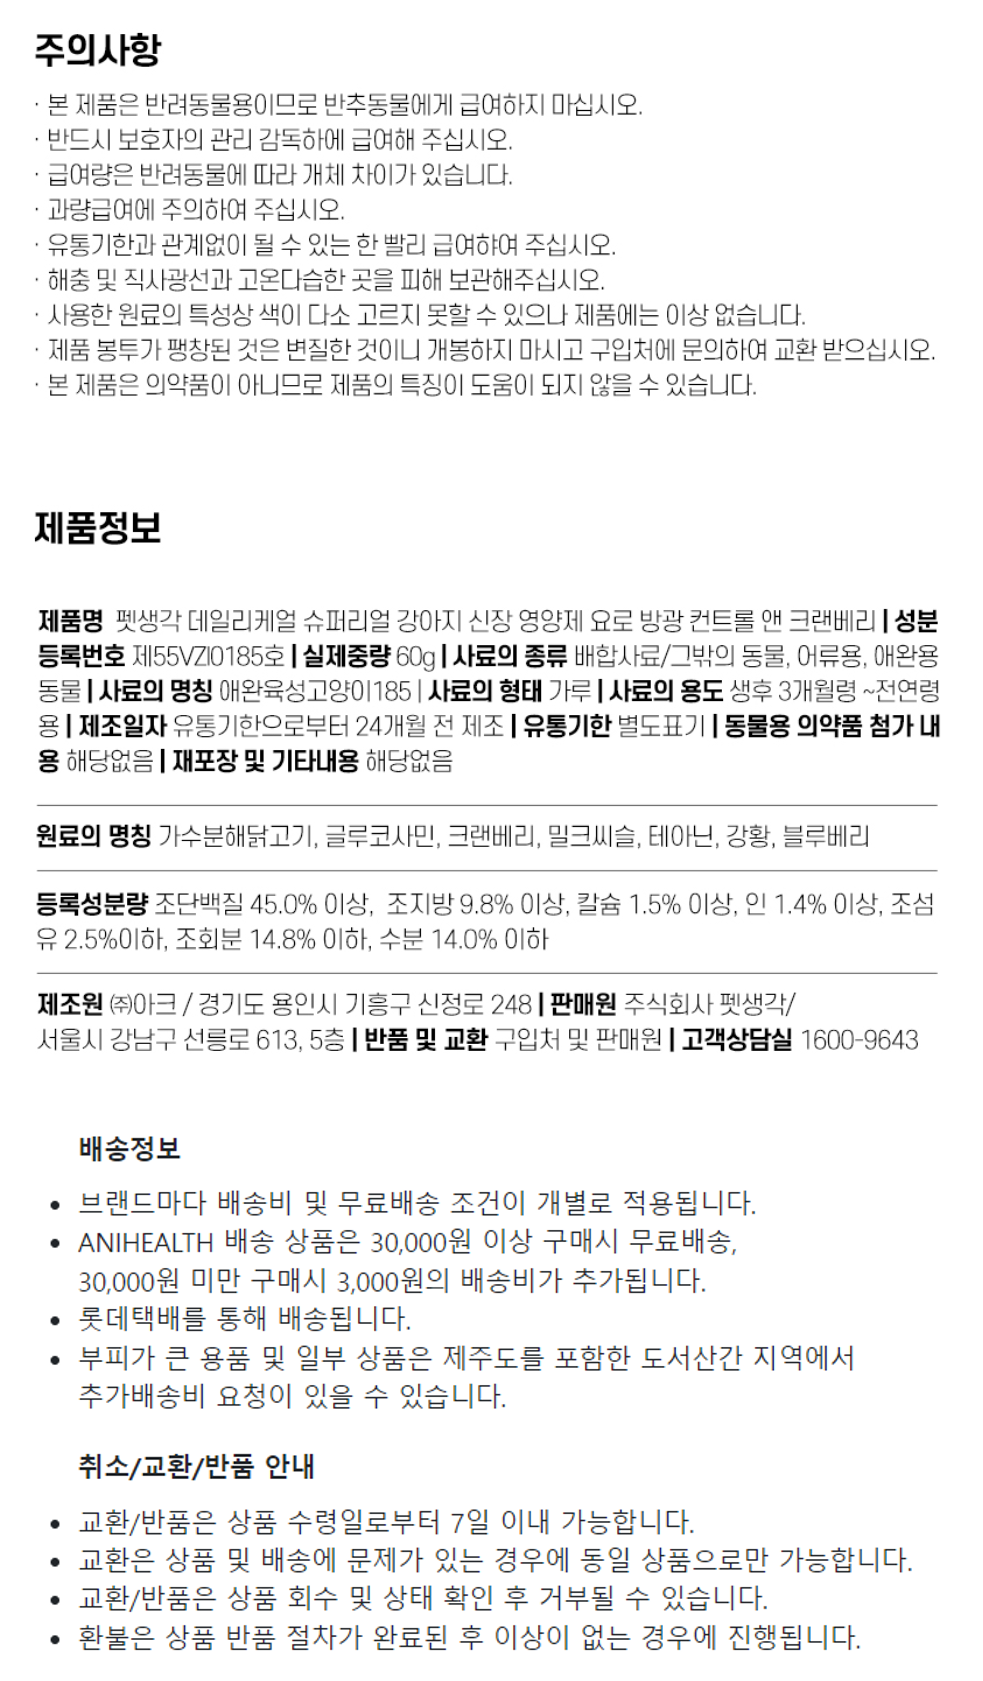 주의사항
· 본 제품은 반려동물용이므로 반추동물에게 급여하지 마십시오.
· 반드시 보호자의 관리 감독하에 급여해 주십시오.
· 급여량은 반려동물에 따라 개체 차이가 있습니다.
· 과량급여에 주의하여 주십시오.
· 유통기한과 관계없이 될 수 있는 한 빨리 급여햐여 주십시오.
· 해충 및 직사광선과 고온다습한 곳을 피해 보관해주십시오.
· 사용한 원료의 특성상 색이 다소 고르지 못할 수 있으나 제품에는 이상 없습니다.
· 제품 봉투가 팽창된 것은 변질한 것이니 개봉하지 마시고 구입처에 문의하여 교환 받으십시오.
· 본 제품은 의약품이 아니므로 제품의 특징이 도움이 되지 않을 수 있습니다.
제품정보
제품명 펫생각 데일리케얼 슈퍼리얼 강아지 신장 영양제 요로 방광 컨트롤 앤 크랜베리 | 성분
등록번호 제55VZI0185호 | 실제중량 60g | 사료의 종류 배합사료/그밖의 동물, 어류용, 애완용
동물 | 사료의 명칭 애완육성고양이185 | 사료의 형태 가루 | 사료의 용도 생후 3개월령 ~전연령
용 | 제조일자 유통기한으로부터 24개월 전 제조 | 유통기한 별도표기 | 동물용 의약품 첨가 내
용 해당없음 | 재포장 및 기타내용 해당없음
원료의 명칭 가수분해닭고기, 글루코사민, 크랜베리, 밀크씨슬, 테아닌, 강황, 블루베리
등록성분량 조단백질 45.0% 이상, 조지방 9.8% 이상, 칼슘 1.5% 이상, 인 1.4% 이상, 조섬
유 2.5%이하, 조회분 14.8% 이하, 수분 14.0% 이하
제조원 ㈜아크 / 경기도 용인시 기흥구 신정로 248 | 판매원 주식회사 펫생각/
서울시 강남구 선릉로 613, 5층 | 반품 및 교환 구입처 및 판매원 | 고객상담실 1600-9643
배송정보
• 브랜드마다 배송비 및 무료배송 조건이 개별로 적용됩니다.
• ANIHEALTH 배송 상품은 30,000원 이상 구매시 무료배송,
30,000원 미만 구매시 3,000원의 배송비가 추가됩니다.
• 롯데택배를 통해 배송됩니다.
• 부피가 큰 용품 및 일부 상품은 제주도를 포함한 도서산간 지역에서
추가배송비 요청이 있을 수 있습니다.
취소/교환/반품 안내
• 교환/반품은 상품 수령일로부터 7일 이내 가능합니다.
• 교환은 상품 및 배송에 문제가 있는 경우에 동일 상품으로만 가능합니다.
• 교환/반품은 상품 회수 및 상태 확인 후 거부될 수 있습니다.
• 환불은 상품 반품 절차가 완료된 후 이상이 없는 경우에 진행됩니다.